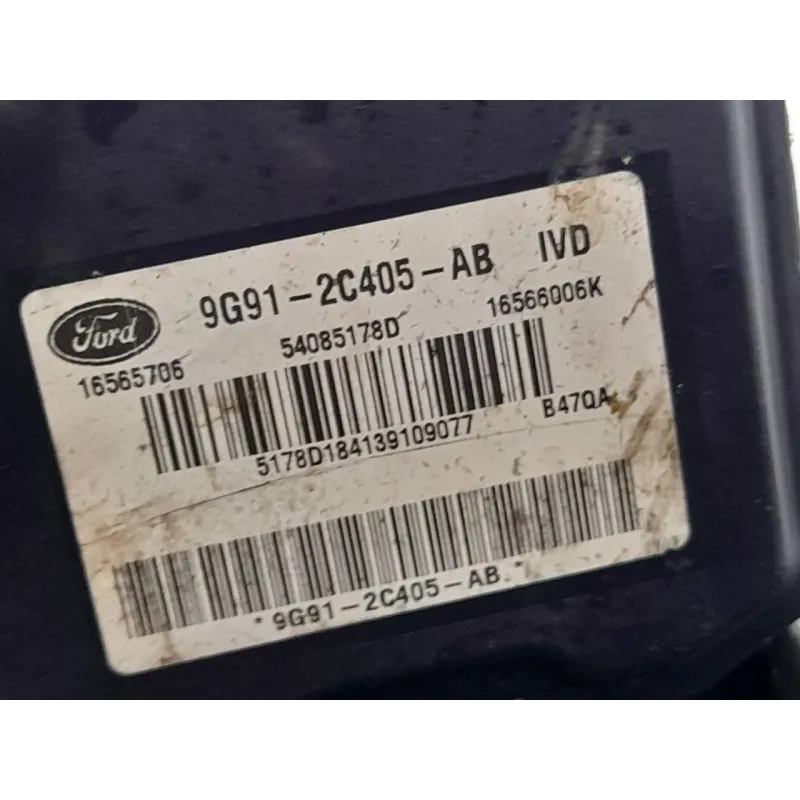 9G91-2C405-AB IVD
Ford
16565706 54085178D 16566006K
5178D184139109077 B47QA
*9G91-2C405-AB.*